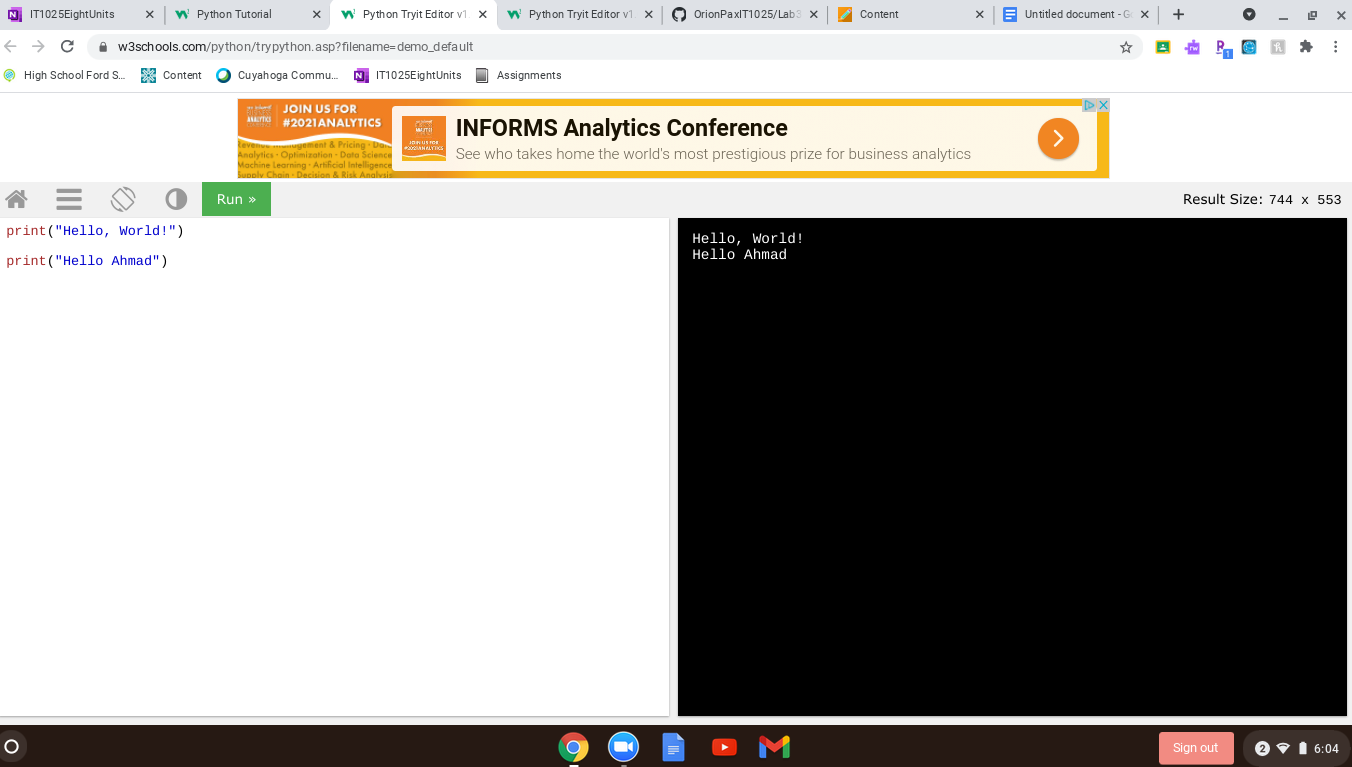 IT1025EightUnits
Python Tutorial
Python Tryit Editor v1
Python Tryit Editor v1
OrionPaxIT1025/Lab3
Content
Untitled document - Go
w3schools.com/python/trypython.asp?filename=demo_default
High School Ford S...
Content
Cuyahoga Commu...
IT1025EightUnits
Assignments
JOIN US FOR
#2021ANALYTICS
Revenue Management & Pricing · Data
Analytics · Optimization · Data Science
Machine Learning · Artificial Intelligence
Supply Chain · Decision & Risk Analysis
ANALYTICS
JOIN US FOR
#2021ANALYTICS
INFORMS Analytics Conference
See who takes home the world's most prestigious prize for business analytics
Run »
Result Size: 744 x 553
print("Hello, World!")
print("Hello Ahmad")
Hello, World!
Hello Ahmad
Sign out
2
6:04